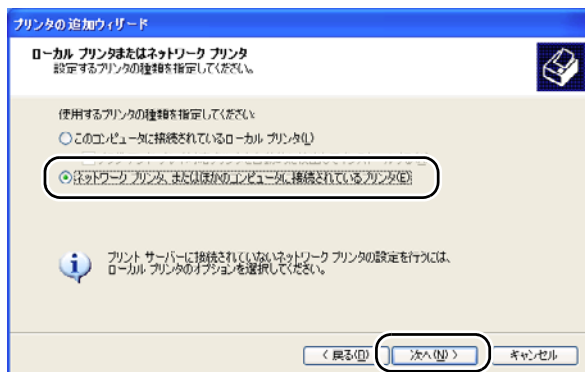 プリンタの追加ウィザード
ローカル プリンタまたはネットワーク プリンタ
設定するプリンタの種類を指定してください。
使用するプリンタの種類を指定してください:
このコンピュータに接続されているローカル プリンタ(L)
ネットワーク プリンタ、またはほかのコンピュータに接続されているプリンタ(E)
プリント サーバーに接続されていないネットワーク プリンタの設定を行うには、
ローカル プリンタのオプションを選択してください。
< 戻る(B)
次へ(N) >
キャンセル